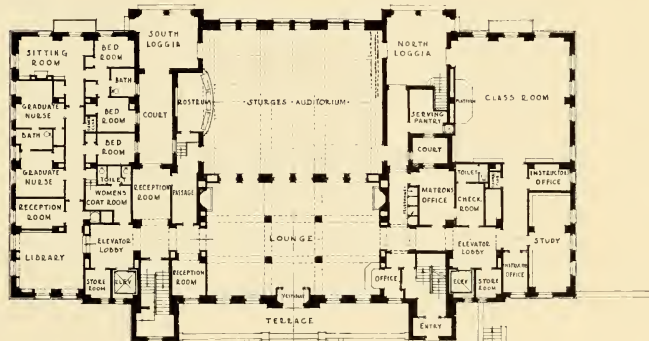 SITTING
ROOM
BED
ROOM
BATH
GRADUATE
NURSE
BATH
BED
ROOM
BED
ROOM
GRADUATE
NURSE
TOILET
WOMEN'S
COAT ROOM
RECEPTION
ROOM
LIBRARY
ELEVATOR
LOBBY
STORE
ROOM
ELEV.
SOUTH
LOGGIA
COURT
ROSTRUM
RECEPTION
ROOM
PASSAGE
RECEPTION
ROOM
·STURGES·AUDITORIUM·
LOUNGE
VESTIBULE
TERRACE
NORTH
LOGGIA
SERVING
PANTRY
COURT
MATRONS
OFFICE
OFFICE
ENTRY
PLATFORM
CLASS ROOM
TOILET
CHECK
ROOM
INSTRUCTORS
OFFICE
STUDY
ELEVATOR
LOBBY
ELEV
STORE
ROOM
INSTRUCTORS
OFFICE